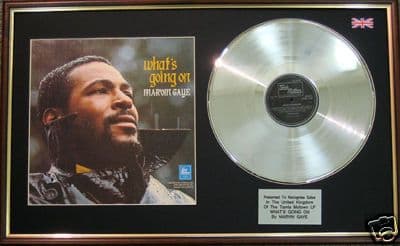 what's
going on
MARVIN GAYE
Presented To Recognise Sales
In The United Kingdom
Of The Tamla Motown LP
WHAT'S GOING ON
By MARVIN GAYE